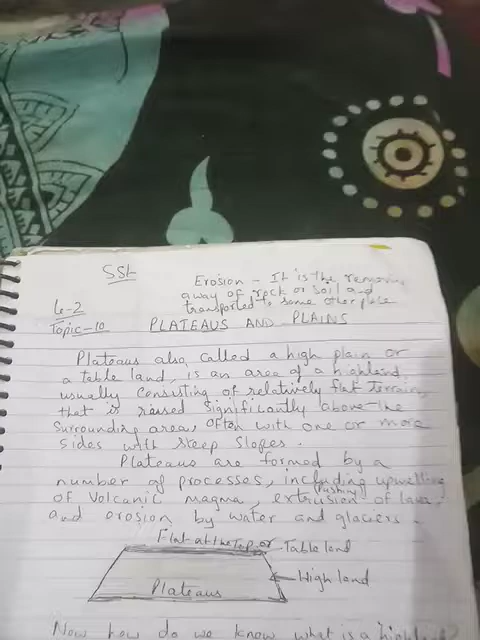 SSt
Erosion - It is the removing
away of rock or soil and
transported to some other place
L-2
Topic-10
PLATEAUS AND PLAINS
Plateaus also called a high plain or
a table land, is an area of a highland,
usually consisting of relatively flat terrain,
that is raised significantly above the
surrounding area, often with one or more
sides with steep slopes.
Plateaus are formed by a
number of processes, including upwelling
(Pushing)
of volcanic magma, extrusion of lava,
and erosion by water and glaciers.
Flat at the Top or Table land
High land
Plateaus
Now how do we know what is a highland?